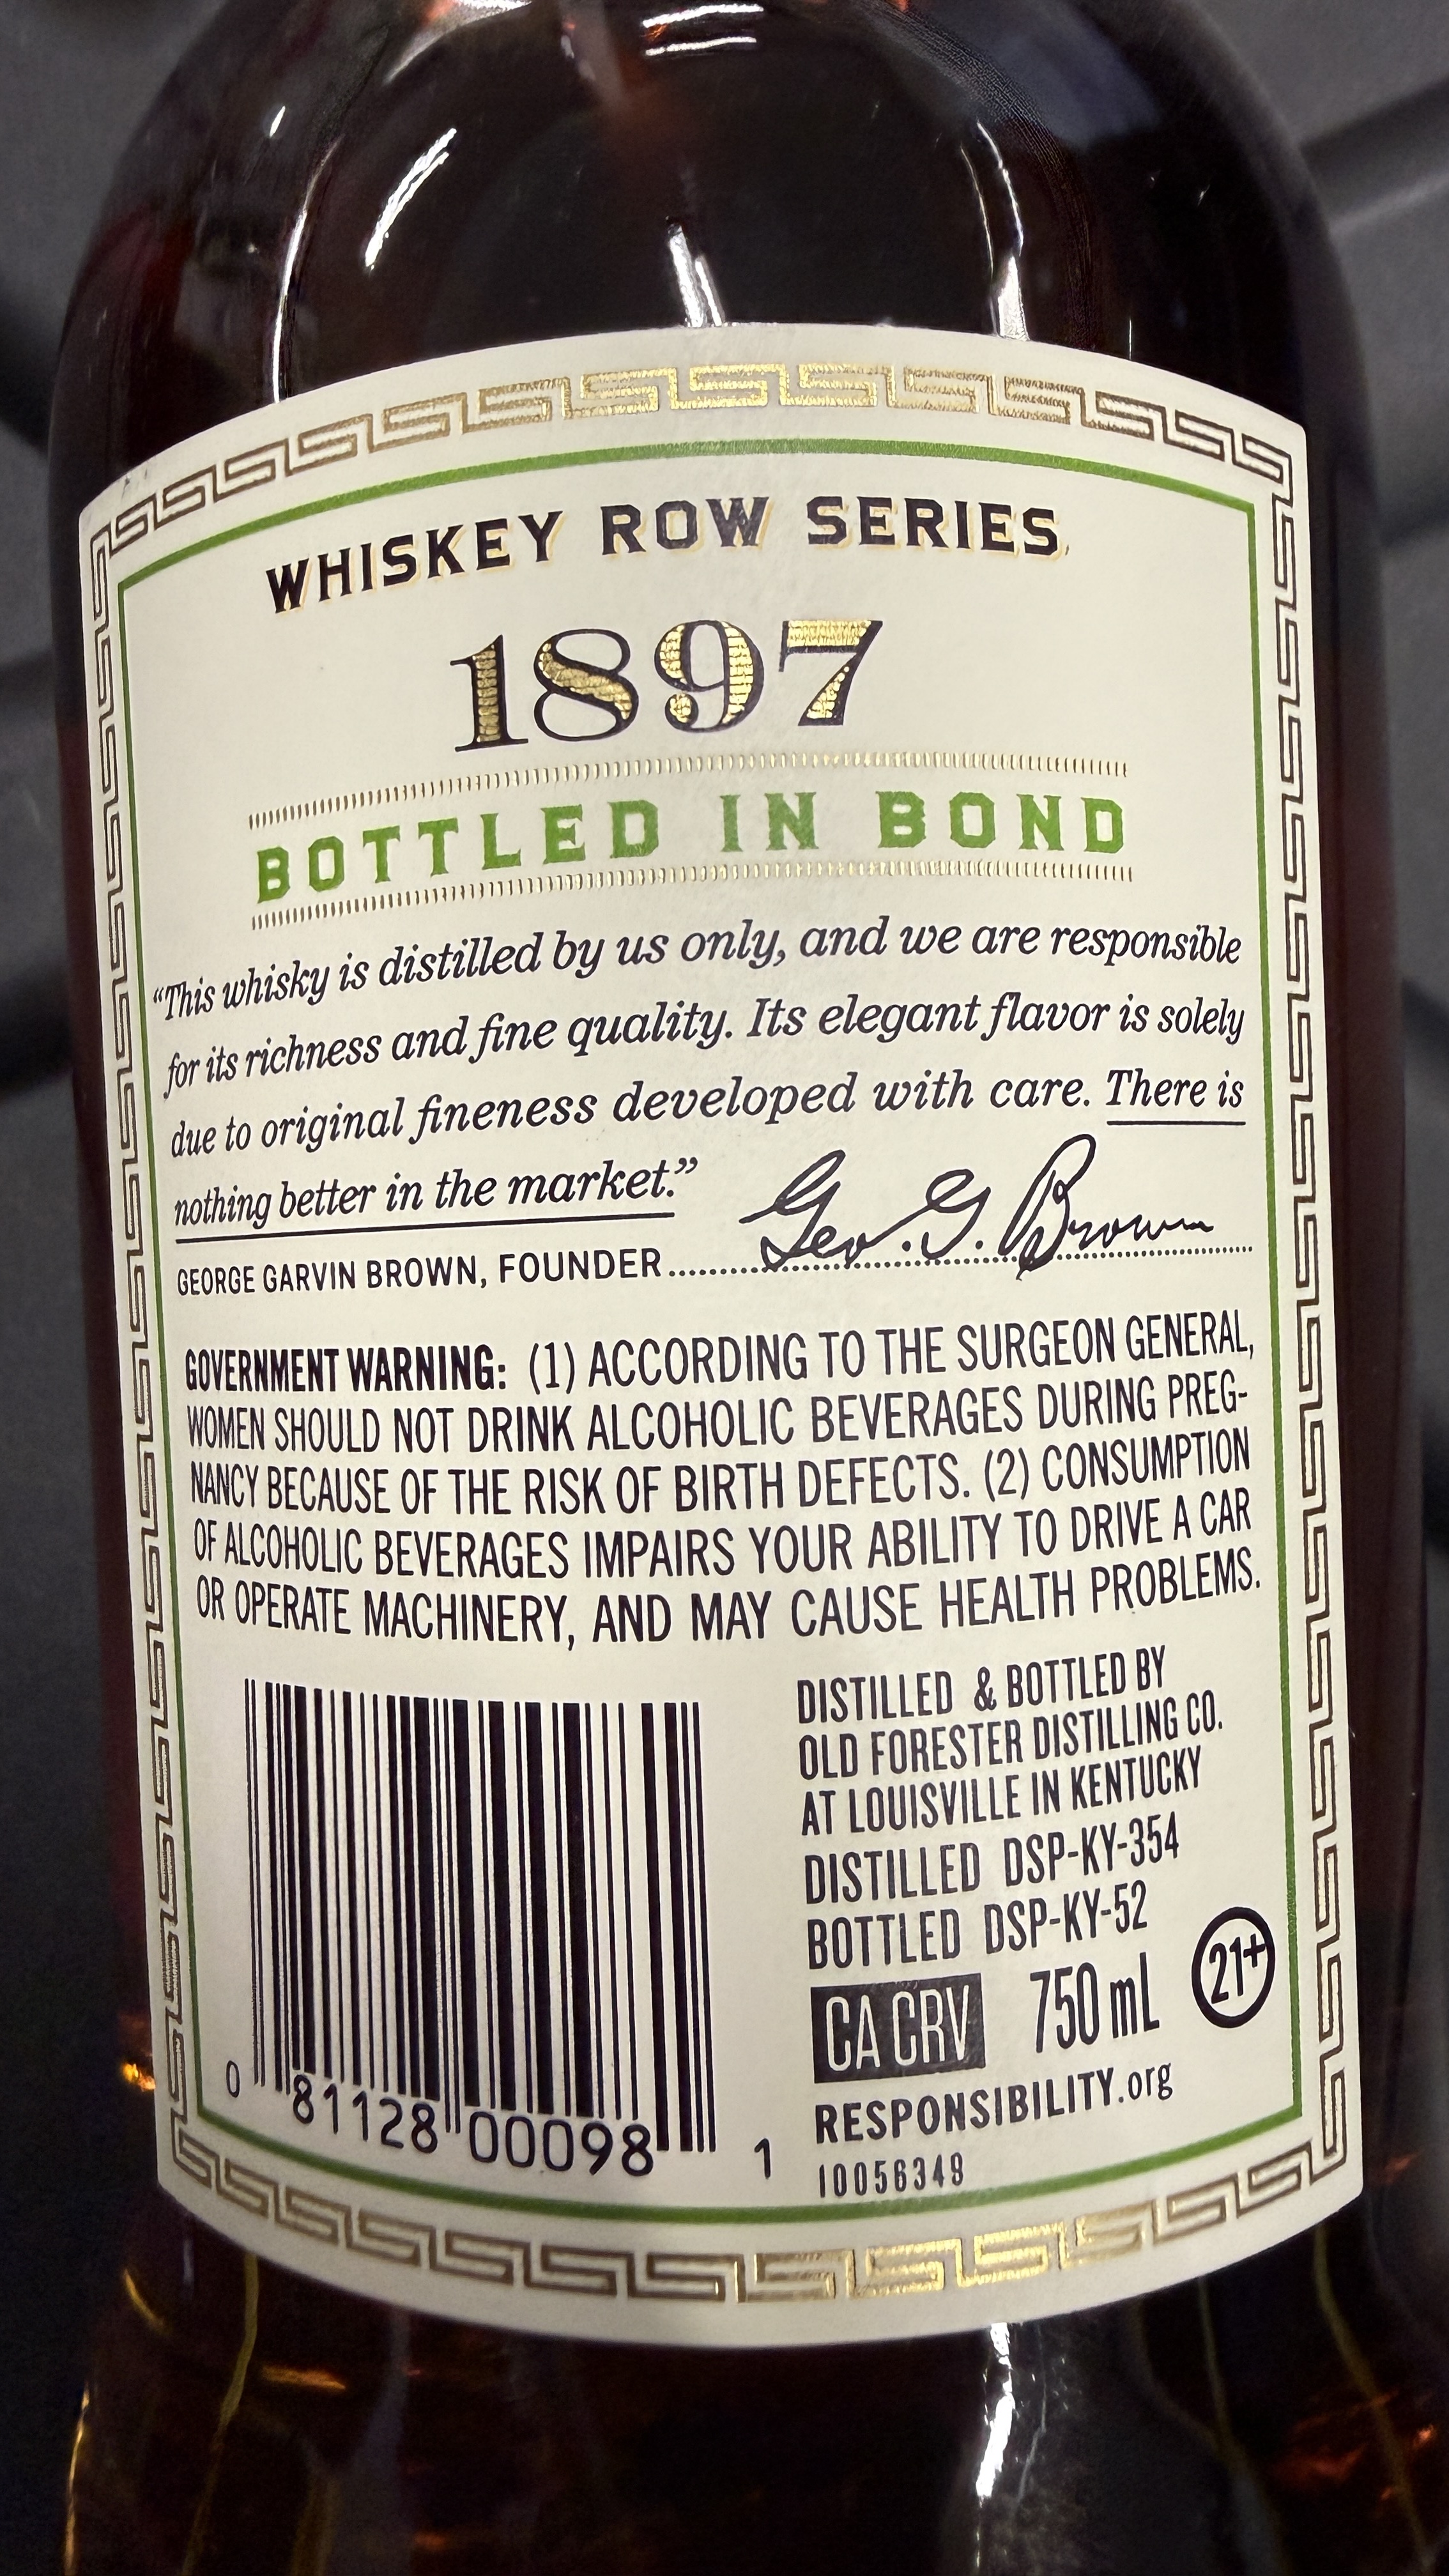 WHISKEY ROW SERIES
1897
BOTTLED IN BOND
“This whisky is distilled by us only, and we are responsible
for its richness and fine quality. Its elegant flavor is solely
due to original fineness developed with care. There is
nothing better in the market.”
Geo. G. Brown
GEORGE GARVIN BROWN, FOUNDER
GOVERNMENT WARNING: (1) ACCORDING TO THE SURGEON GENERAL,
WOMEN SHOULD NOT DRINK ALCOHOLIC BEVERAGES DURING PREG-
NANCY BECAUSE OF THE RISK OF BIRTH DEFECTS. (2) CONSUMPTION
OF ALCOHOLIC BEVERAGES IMPAIRS YOUR ABILITY TO DRIVE A CAR
OR OPERATE MACHINERY, AND MAY CAUSE HEALTH PROBLEMS.
0 81128 00098 1
DISTILLED & BOTTLED BY
OLD FORESTER DISTILLING CO.
AT LOUISVILLE IN KENTUCKY
DISTILLED DSP-KY-354
BOTTLED DSP-KY-52
CA CRV 750 mL 21+
RESPONSIBILITY.org
10056349